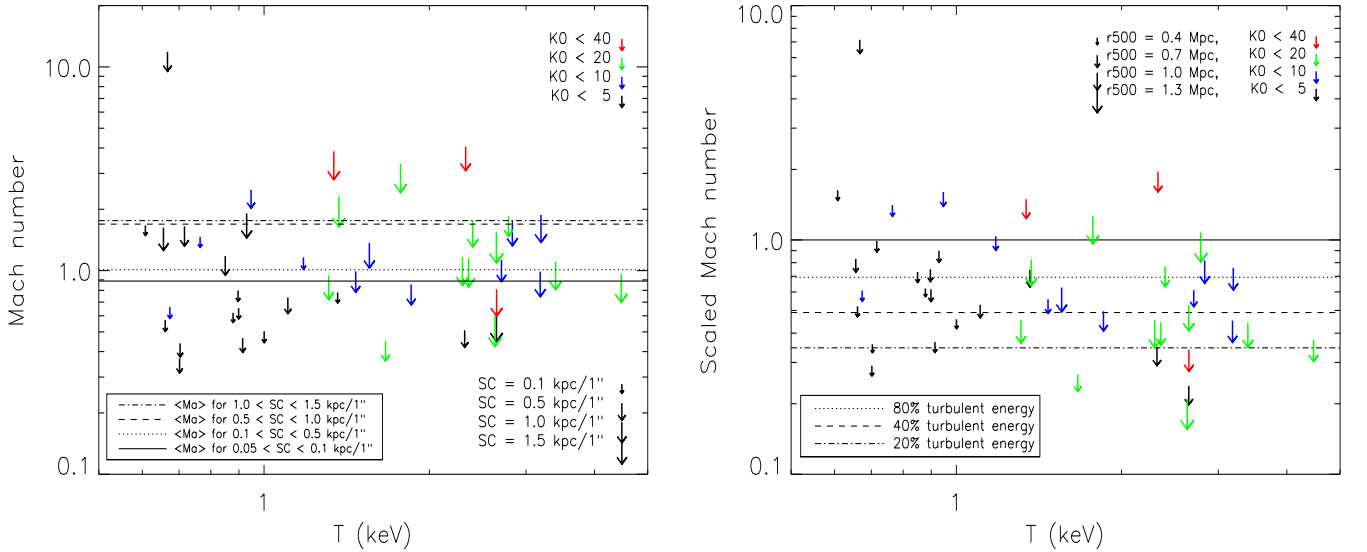 K0 < 40
K0 < 20
K0 < 10
K0 < 5
10.0
1.0
0.1
Mach number
<Ma> for 1.0 < SC < 1.5 kpc/1"
<Ma> for 0.5 < SC < 1.0 kpc/1"
<Ma> for 0.1 < SC < 0.5 kpc/1"
<Ma> for 0.05 < SC < 0.1 kpc/1"
SC = 0.1 kpc/1"
SC = 0.5 kpc/1"
SC = 1.0 kpc/1"
SC = 1.5 kpc/1"
1
T (keV)
r500 = 0.4 Mpc, K0 < 40
r500 = 0.7 Mpc, K0 < 20
r500 = 1.0 Mpc, K0 < 10
r500 = 1.3 Mpc, K0 < 5
10.0
1.0
0.1
Scaled Mach number
80% turbulent energy
40% turbulent energy
20% turbulent energy
1
T (keV)